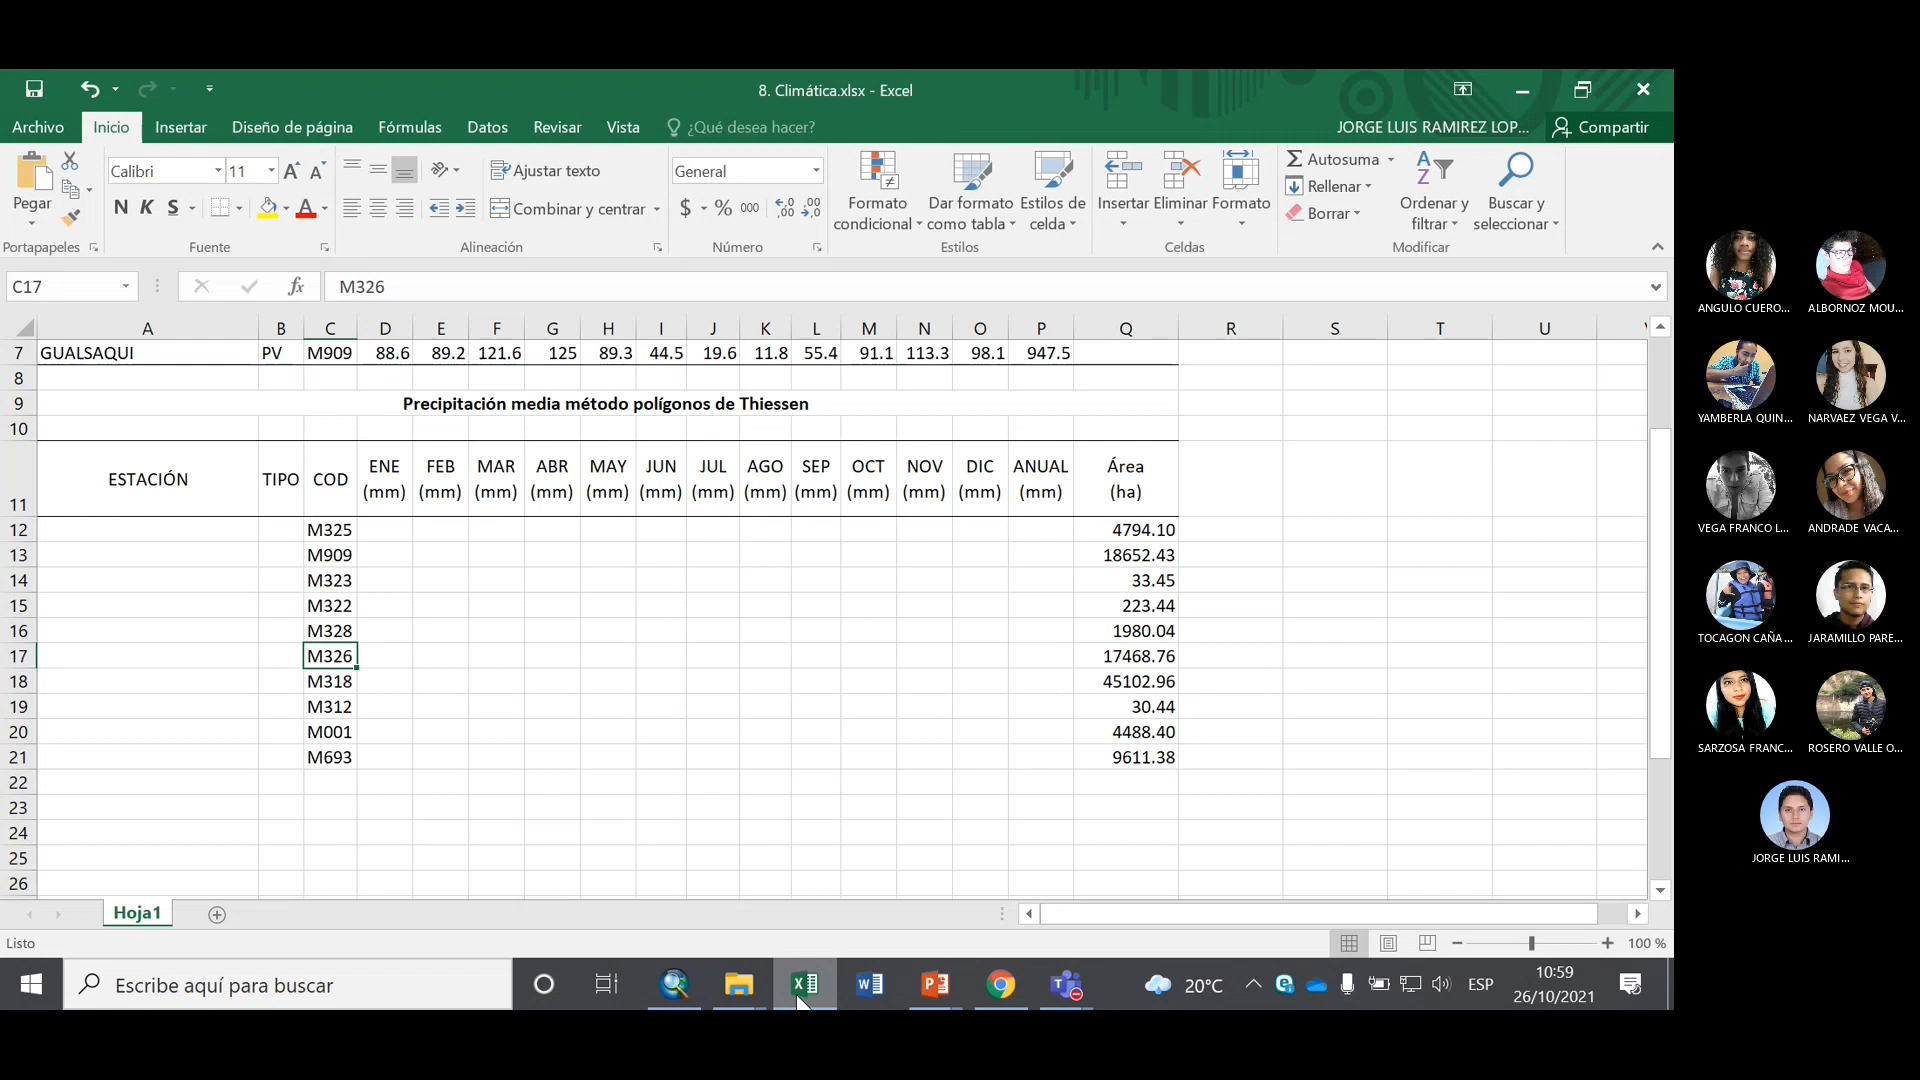 8. Climática.xlsx - Excel
Archivo Inicio Insertar Diseño de página Fórmulas Datos Revisar Vista ¿Qué desea hacer? JORGE LUIS RAMIREZ LOP... Compartir
Calibri 11 Ajustar texto General Autosuma
Pegar N K S Combinar y centrar $ % 000 Formato condicional Dar formato como tabla Estilos de celda Insertar Eliminar Formato Rellenar Borrar Ordenar y filtrar Buscar y seleccionar
Portapapeles Fuente Alineación Número Estilos Celdas Modificar
C17 fx M326
A B C D E F G H I J K L M N O P Q R S T U
7 GUALSAQUI PV M909 88.6 89.2 121.6 125 89.3 44.5 19.6 11.8 55.4 91.1 113.3 98.1 947.5
8
9 Precipitación media método polígonos de Thiessen
10
ENE FEB MAR ABR MAY JUN JUL AGO SEP OCT NOV DIC ANUAL Área
ESTACIÓN TIPO COD
(mm) (mm) (mm) (mm) (mm) (mm) (mm) (mm) (mm) (mm) (mm) (mm) (mm) (ha)
11
12 M325 4794.10
13 M909 18652.43
14 M323 33.45
15 M322 223.44
16 M328 1980.04
17 M326 17468.76
18 M318 45102.96
19 M312 30.44
20 M001 4488.40
21 M693 9611.38
22
23
24
25
26
Hoja1
Listo 100 %
Escribe aquí para buscar
20°C ESP 10:59
26/10/2021
ANGULO CUERO... ALBORNOZ MOU...
YAMBERLA QUIN... NARVAEZ VEGA V...
VEGA FRANCO L... ANDRADE VACA...
TOCAGON CAÑA... JARAMILLO PARE...
SARZOSA FRANC... ROSERO VALLE O...
JORGE LUIS RAMI...